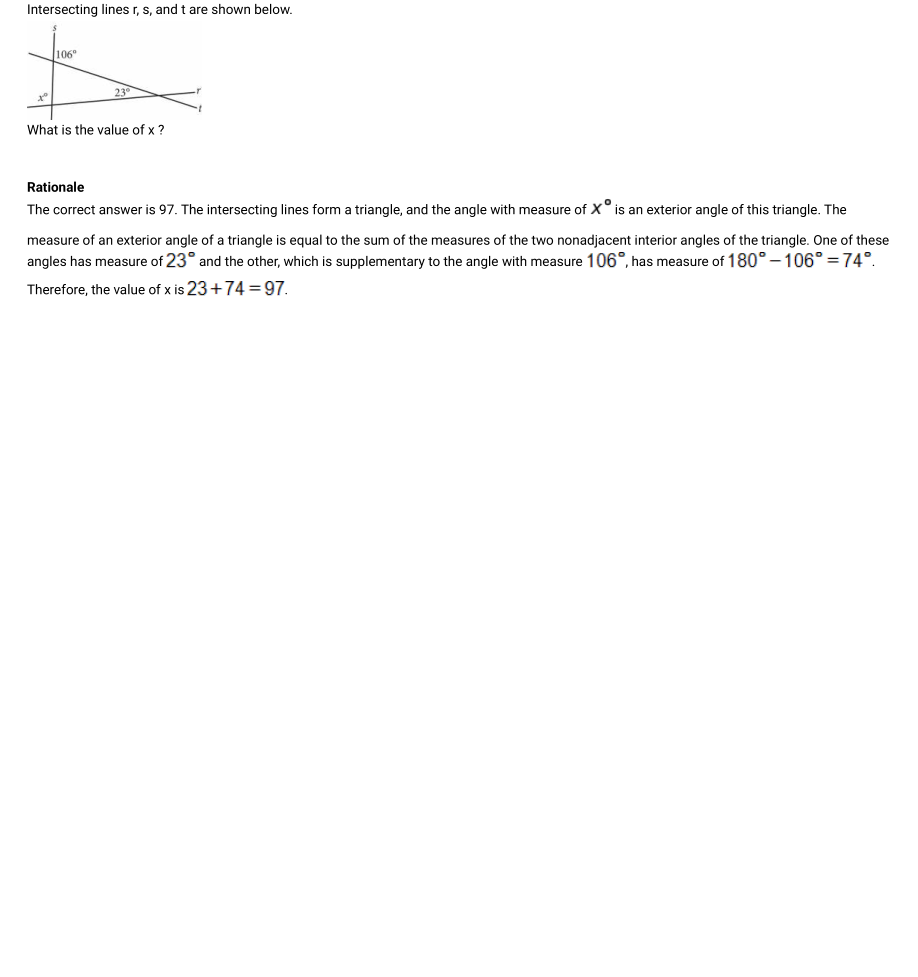 Intersecting lines r, s, and t are shown below.
s
106°
x°
23°
r
t
What is the value of x ?
Rationale
The correct answer is 97. The intersecting lines form a triangle, and the angle with measure of x° is an exterior angle of this triangle. The
measure of an exterior angle of a triangle is equal to the sum of the measures of the two nonadjacent interior angles of the triangle. One of these
angles has measure of 23° and the other, which is supplementary to the angle with measure 106°, has measure of 180° − 106° = 74°.
Therefore, the value of x is 23+74 = 97.